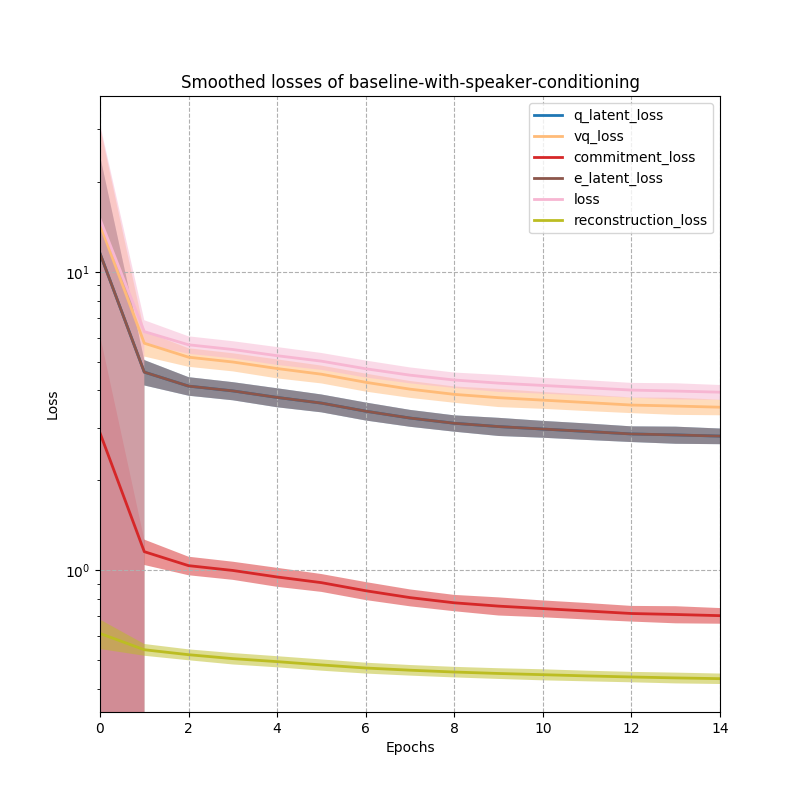 Smoothed losses of baseline-with-speaker-conditioning
q_latent_loss
vq_loss
commitment_loss
e_latent_loss
loss
reconstruction_loss
10¹
10⁰
Loss
0 2 4 6 8 10 12 14
Epochs